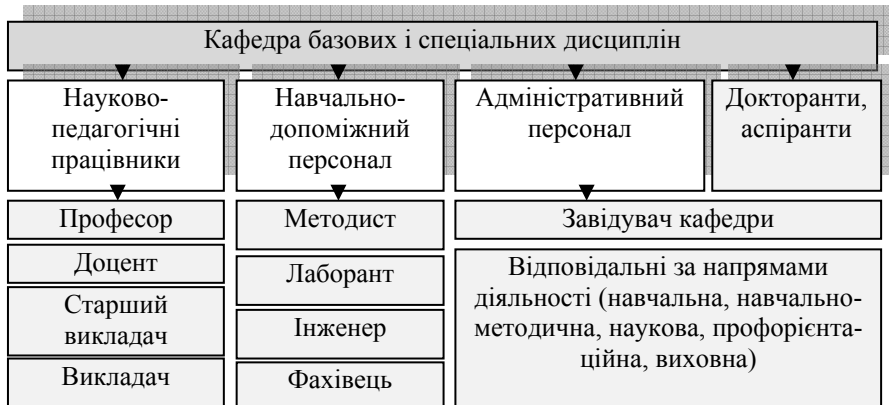 Кафедра базових і спеціальних дисциплін
Науково-
педагогічні
працівники
Навчально-
допоміжний
персонал
Адміністративний
персонал
Докторанти,
аспіранти
Професор
Доцент
Старший
викладач
Викладач
Методист
Лаборант
Інженер
Фахівець
Завідувач кафедри
Відповідальні за напрямами
діяльності (навчальна, навчально-
методична, наукова, профорієнта-
ційна, виховна)